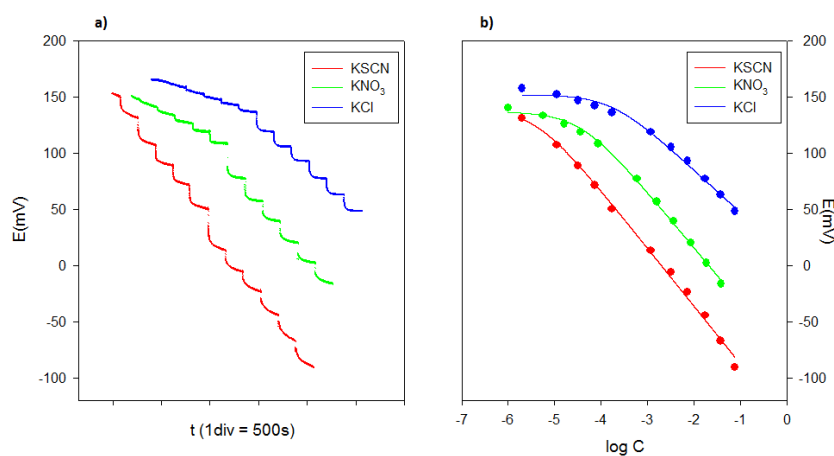 a)
b)
200
150
100
50
0
-50
-100
E(mV)
KSCN
KNO₃
KCl
t (1div = 500s)
KSCN
KNO₃
KCl
200
150
100
50
0
-50
-100
E(mV)
-7 -6 -5 -4 -3 -2 -1 0
log C